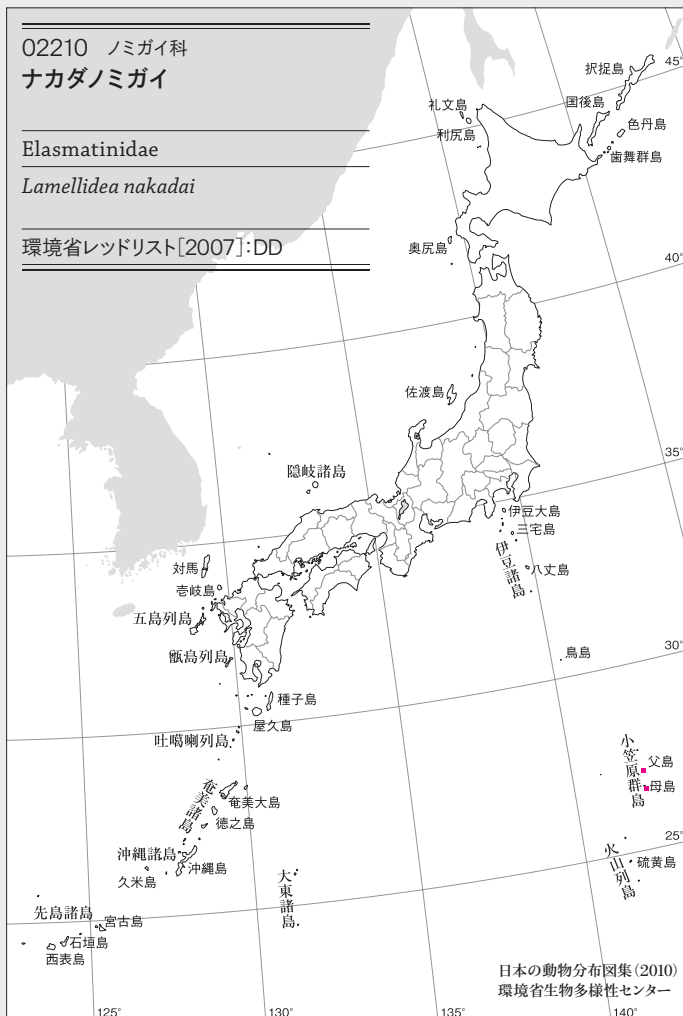 02210 ノミガイ科
ナカダノミガイ
Elasmatinidae
Lamellidea nakadai
環境省レッドリスト[2007]:DD
択捉島
45°
国後島
礼文島
色丹島
利尻島
歯舞群島
奥尻島
40°
佐渡島
35°
隠岐諸島
伊豆大島
三宅島
伊豆諸島
八丈島
対馬
壱岐島
五島列島
甑島列島
鳥島
30°
種子島
屋久島
吐噶喇列島
小笠原群島
父島
母島
奄美諸島
奄美大島
徳之島
25°
沖縄諸島
沖縄島
久米島
火山列島
硫黄島
大東諸島
先島諸島
宮古島
石垣島
西表島
日本の動物分布図集(2010)
環境省生物多様性センター
125°
130°
135°
140°